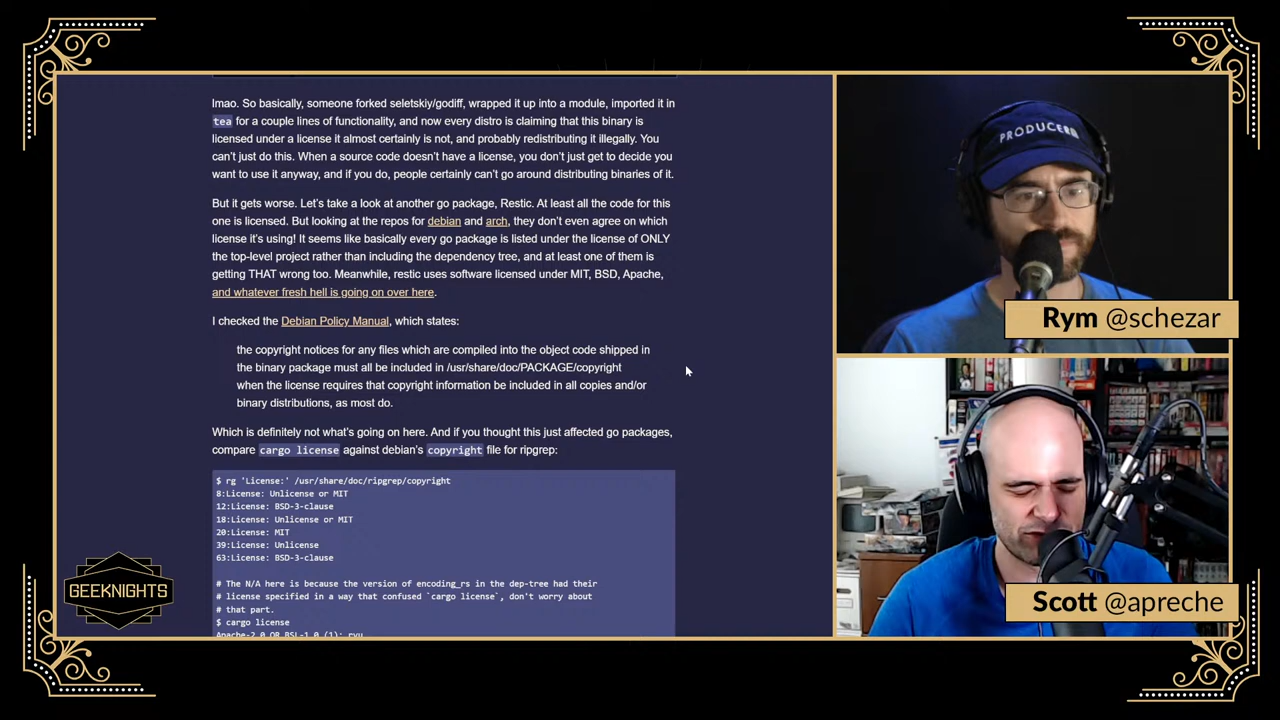 lmao. So basically, someone forked seletskiy/godiff, wrapped it up into a module, imported it in
tea for a couple lines of functionality, and now every distro is claiming that this binary is
licensed under a license it almost certainly is not, and probably redistributing it illegally. You
can't just do this. When a source code doesn't have a license, you don't just get to decide you
want to use it anyway, and if you do, people certainly can't go around distributing binaries of it.
But it gets worse. Let's take a look at another go package, Restic. At least all the code for this
one is licensed. But looking at the repos for debian and arch, they don't even agree on which
license it's using! It seems like basically every go package is listed under the license of ONLY
the top-level project rather than including the dependency tree, and at least one of them is
getting THAT wrong too. Meanwhile, restic uses software licensed under MIT, BSD, Apache,
and whatever fresh hell is going on over here.
I checked the Debian Policy Manual, which states:
the copyright notices for any files which are compiled into the object code shipped in
the binary package must all be included in /usr/share/doc/PACKAGE/copyright
when the license requires that copyright information be included in all copies and/or
binary distributions, as most do.
Which is definitely not what's going on here. And if you thought this just affected go packages,
compare cargo license against debian's copyright file for ripgrep:
$ rg 'License:' /usr/share/doc/ripgrep/copyright
8:License: Unlicense or MIT
12:License: BSD-3-clause
18:License: Unlicense or MIT
20:License: MIT
39:License: Unlicense
63:License: BSD-3-clause
# The N/A here is because the version of encoding_rs in the dep-tree had their
# license specified in a way that confused `cargo license`, don't worry about
# that part.
$ cargo license
Apache-2.0 OR BSL-1.0 (1): ryu
GEEKNIGHTS
PRODUCER
Rym @schezar
Scott @apreche